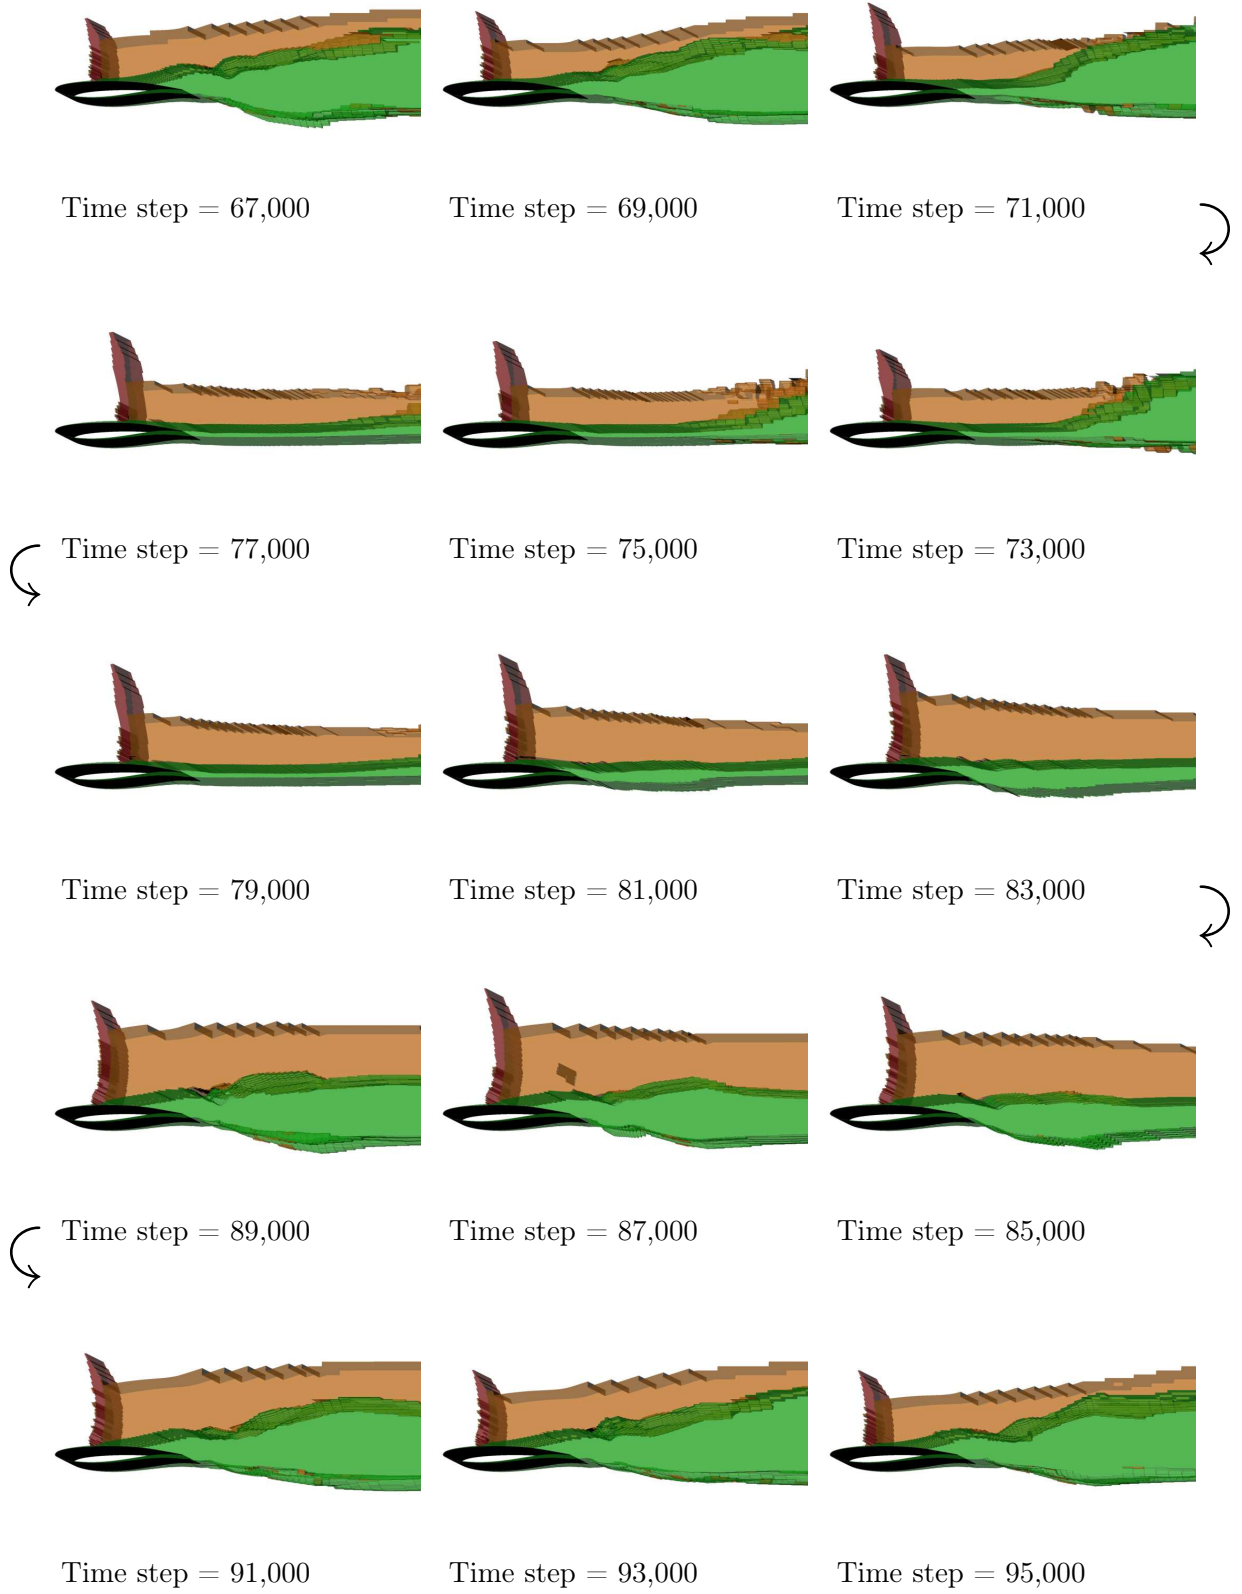 Time step = 67,000
Time step = 69,000
Time step = 71,000
Time step = 77,000
Time step = 75,000
Time step = 73,000
Time step = 79,000
Time step = 81,000
Time step = 83,000
Time step = 89,000
Time step = 87,000
Time step = 85,000
Time step = 91,000
Time step = 93,000
Time step = 95,000